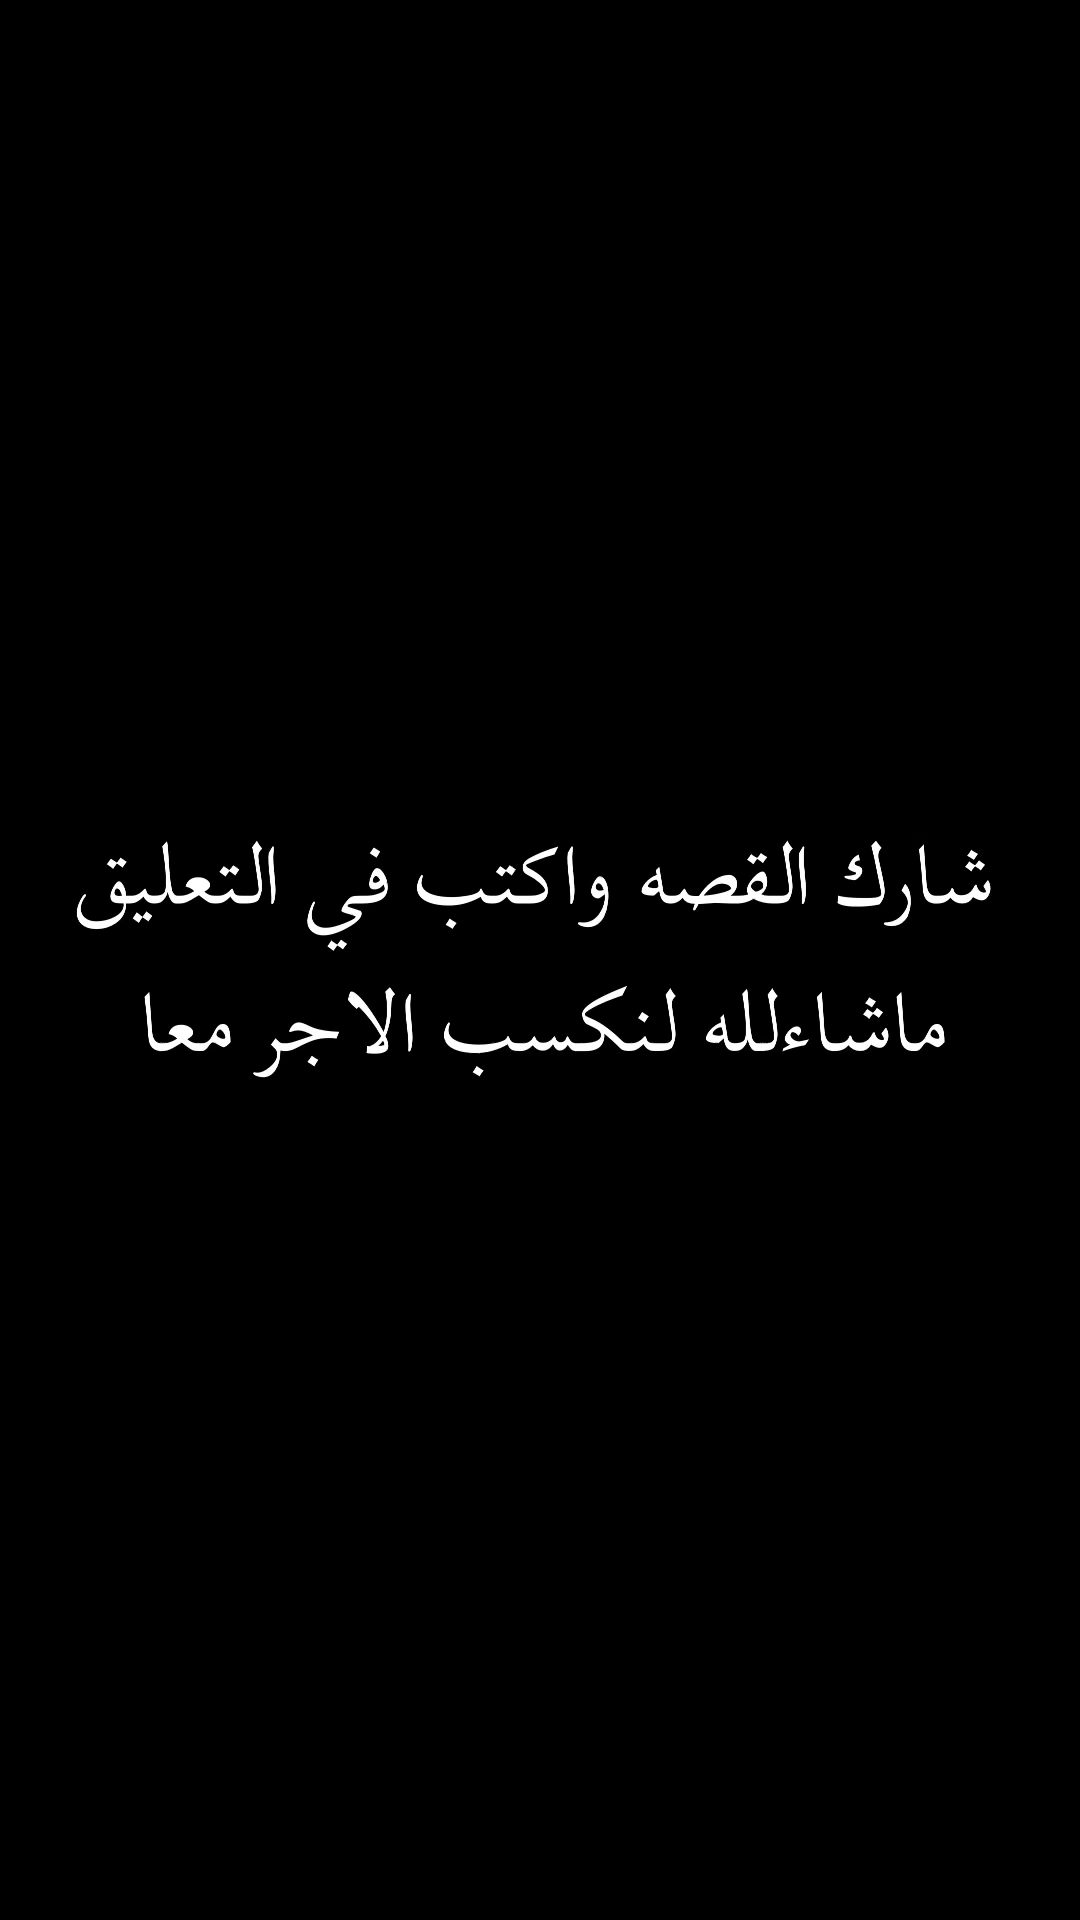 شارك القصه واكتب في التعليق
ماشاءلله لنكسب الاجر معا